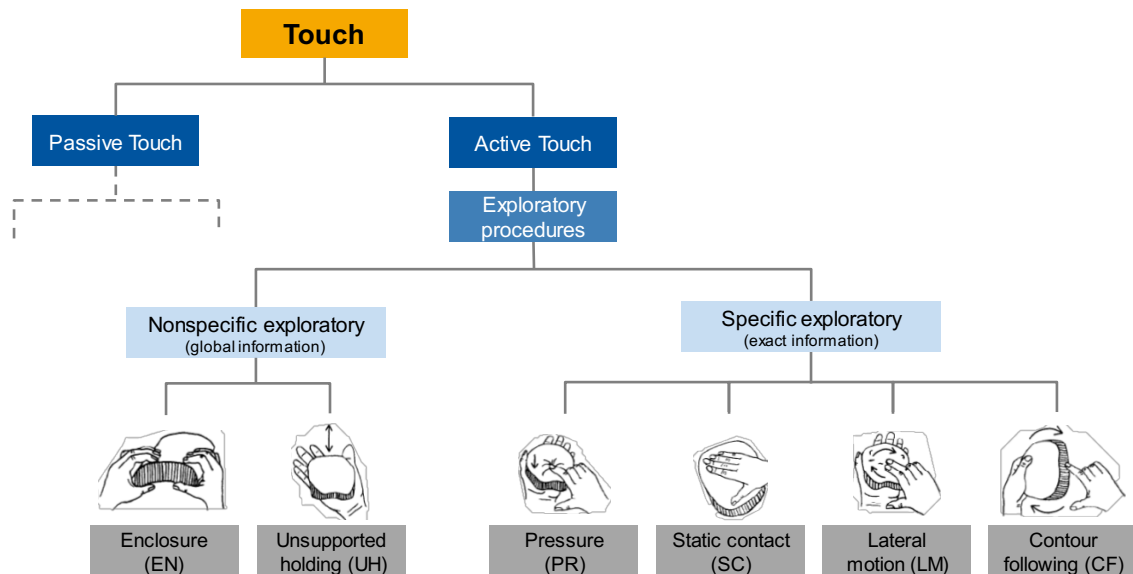 Touch
Passive Touch
Active Touch
Exploratory
procedures
Nonspecific exploratory
(global information)
Specific exploratory
(exact information)
Enclosure
(EN)
Unsupported
holding (UH)
Pressure
(PR)
Static contact
(SC)
Lateral
motion (LM)
Contour
following (CF)